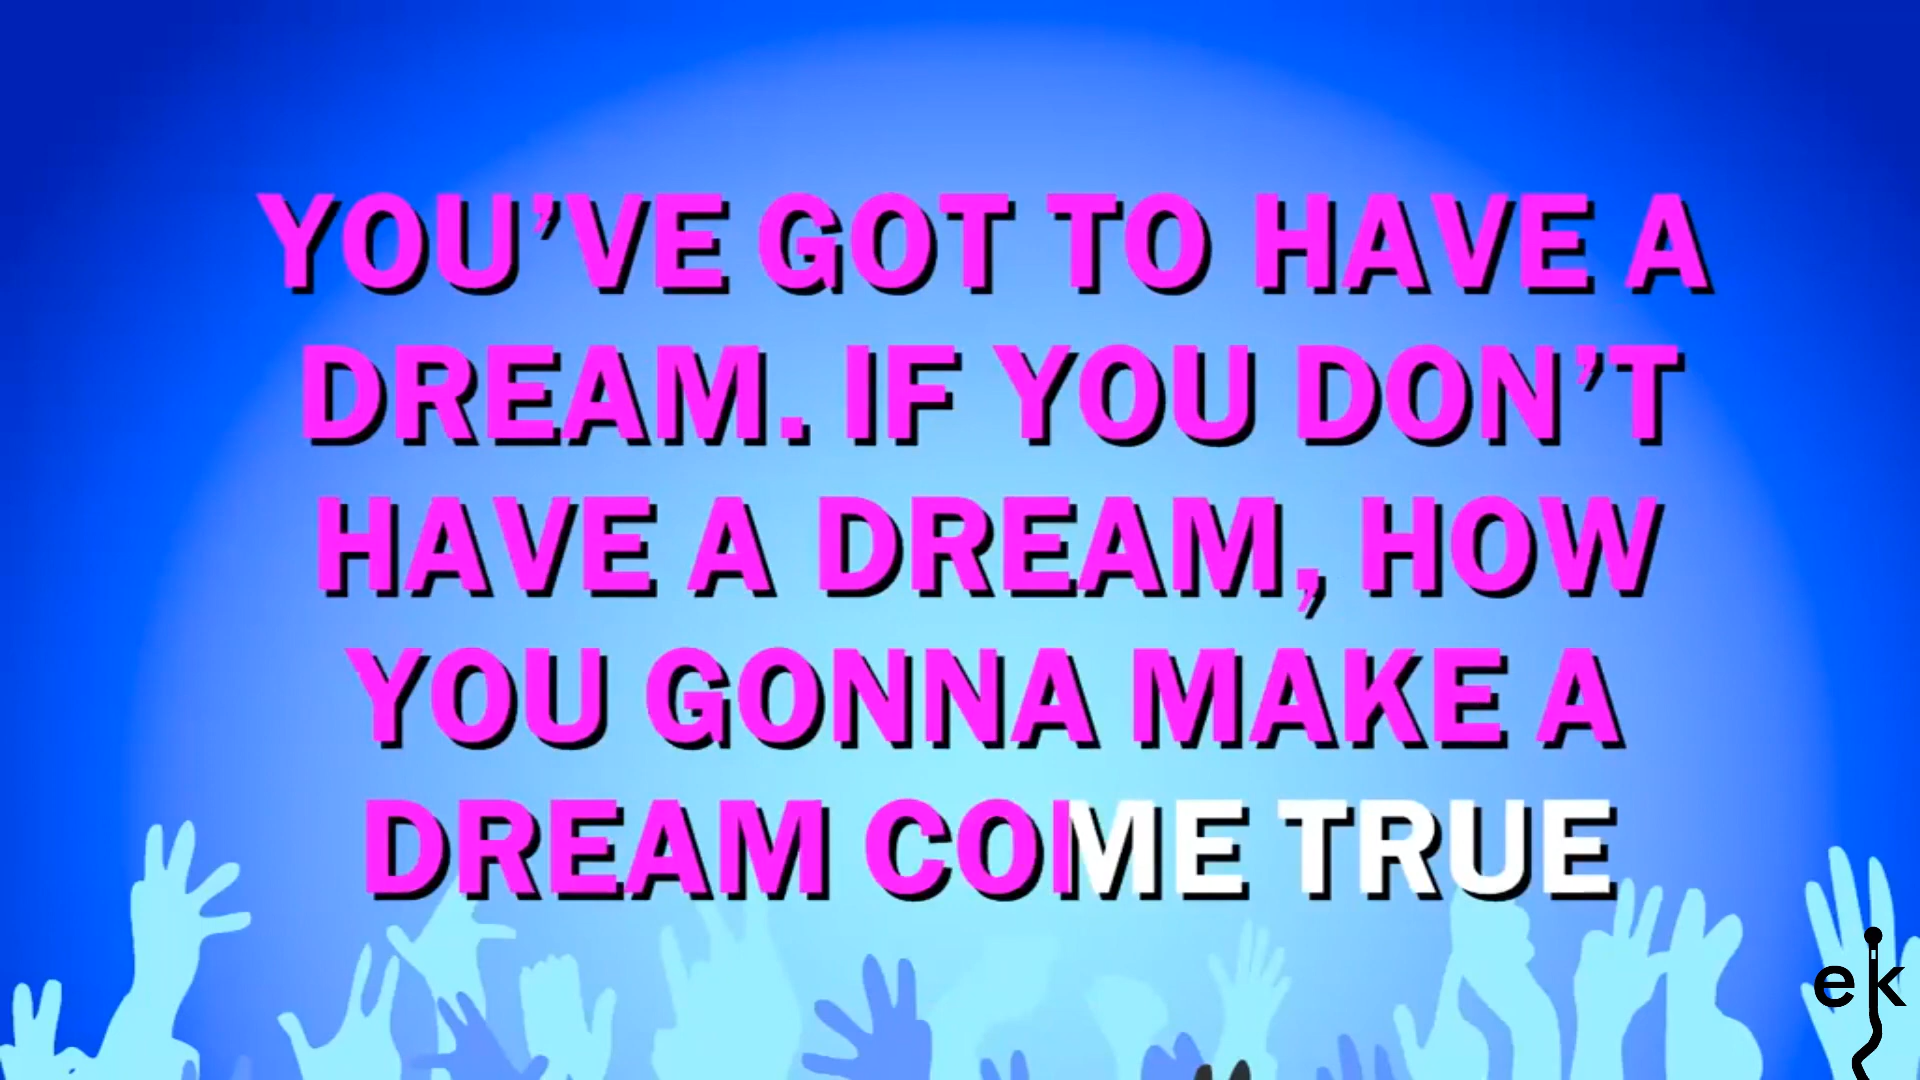 YOU’VE GOT TO HAVE A
DREAM. IF YOU DON’T
HAVE A DREAM, HOW
YOU GONNA MAKE A
DREAM COME TRUE
ek